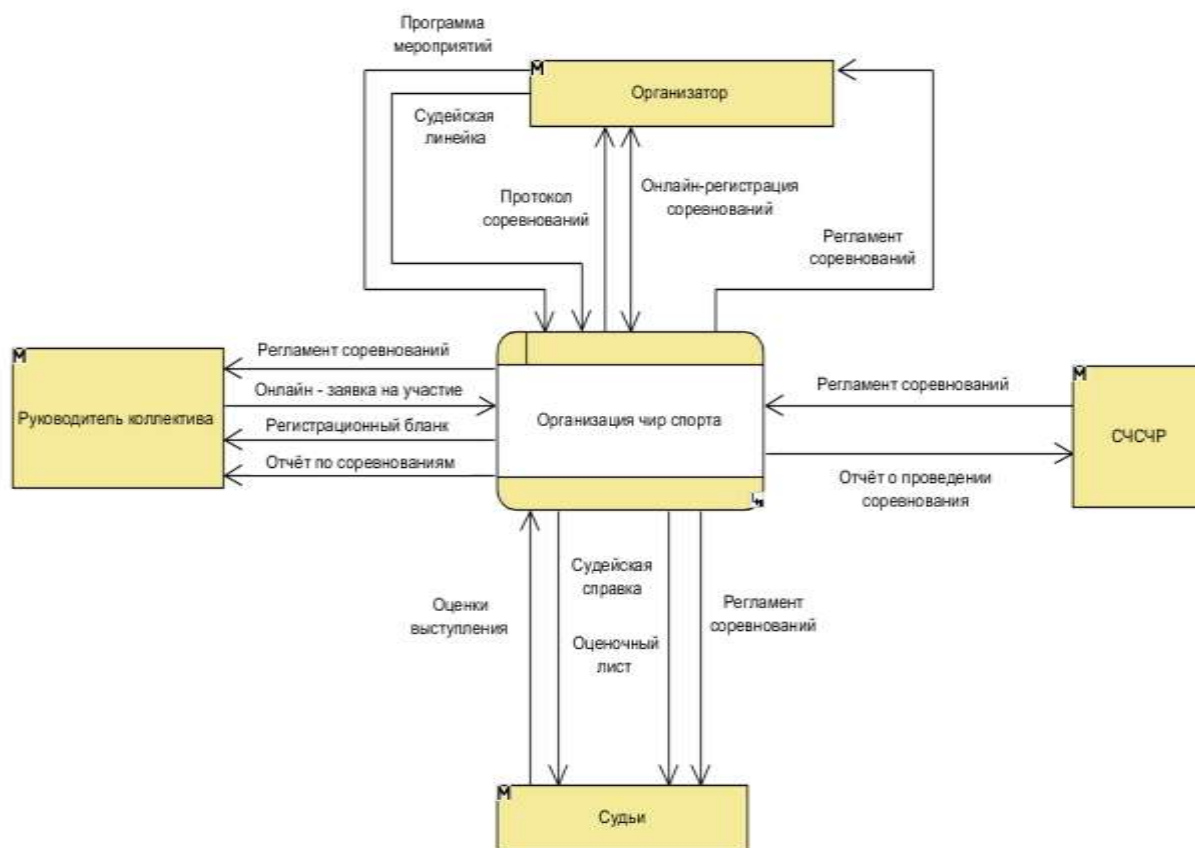 Программа
мероприятий
M
Организатор
Судейская
линейка
Протокол
соревнований
Онлайн-регистрация
соревнований
Регламент
соревнований
M
Руководитель коллектива
Регламент соревнований
Онлайн - заявка на участие
Регистрационный бланк
Отчёт по соревнованиям
Организация чир спорта
Регламент соревнований
Отчёт о проведении
соревнования
M
СЧСЧР
Оценки
выступления
Судейская
справка
Оценочный
лист
Регламент
соревнований
M
Судьи